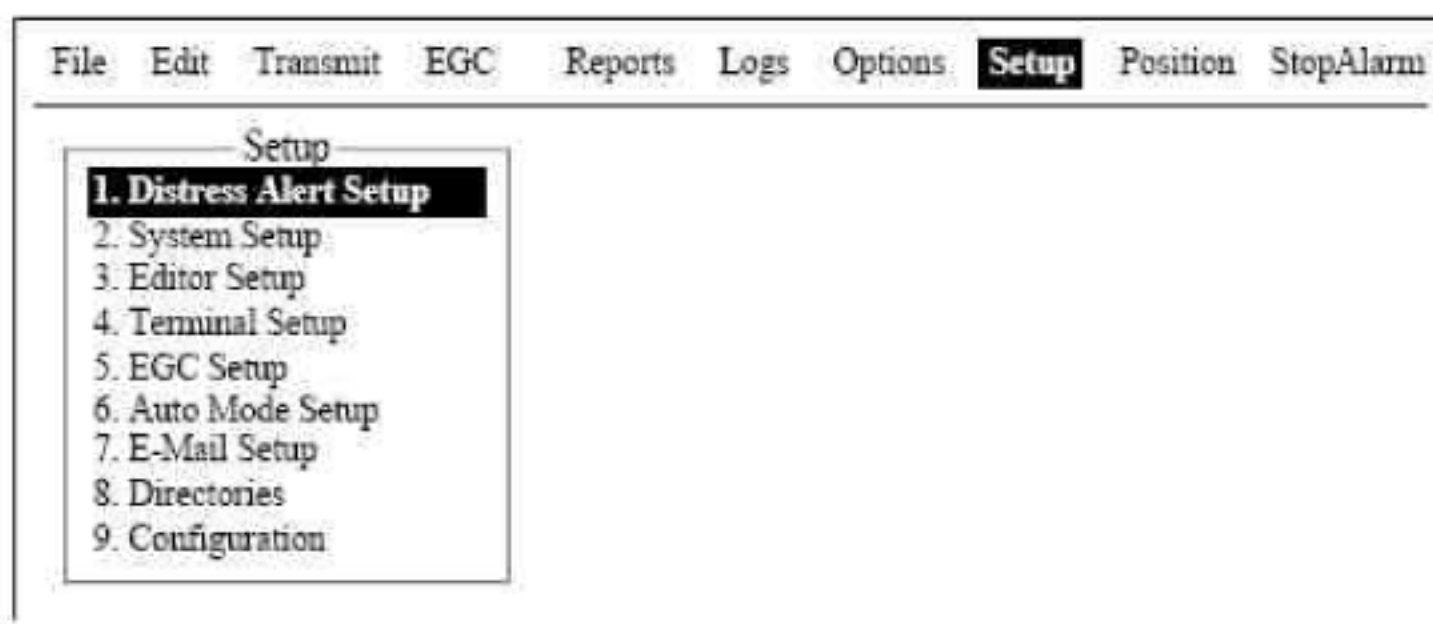 File Edit Transmit EGC Reports Logs Options Setup Position StopAlarm
Setup
1. Distress Alert Setup
2. System Setup
3. Editor Setup
4. Terminal Setup
5. EGC Setup
6. Auto Mode Setup
7. E-Mail Setup
8. Directories
9. Configuration